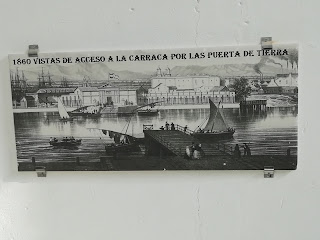 1860 VISTAS DE ACCESO A LA CARRACA POR LAS PUERTA DE TIERRA